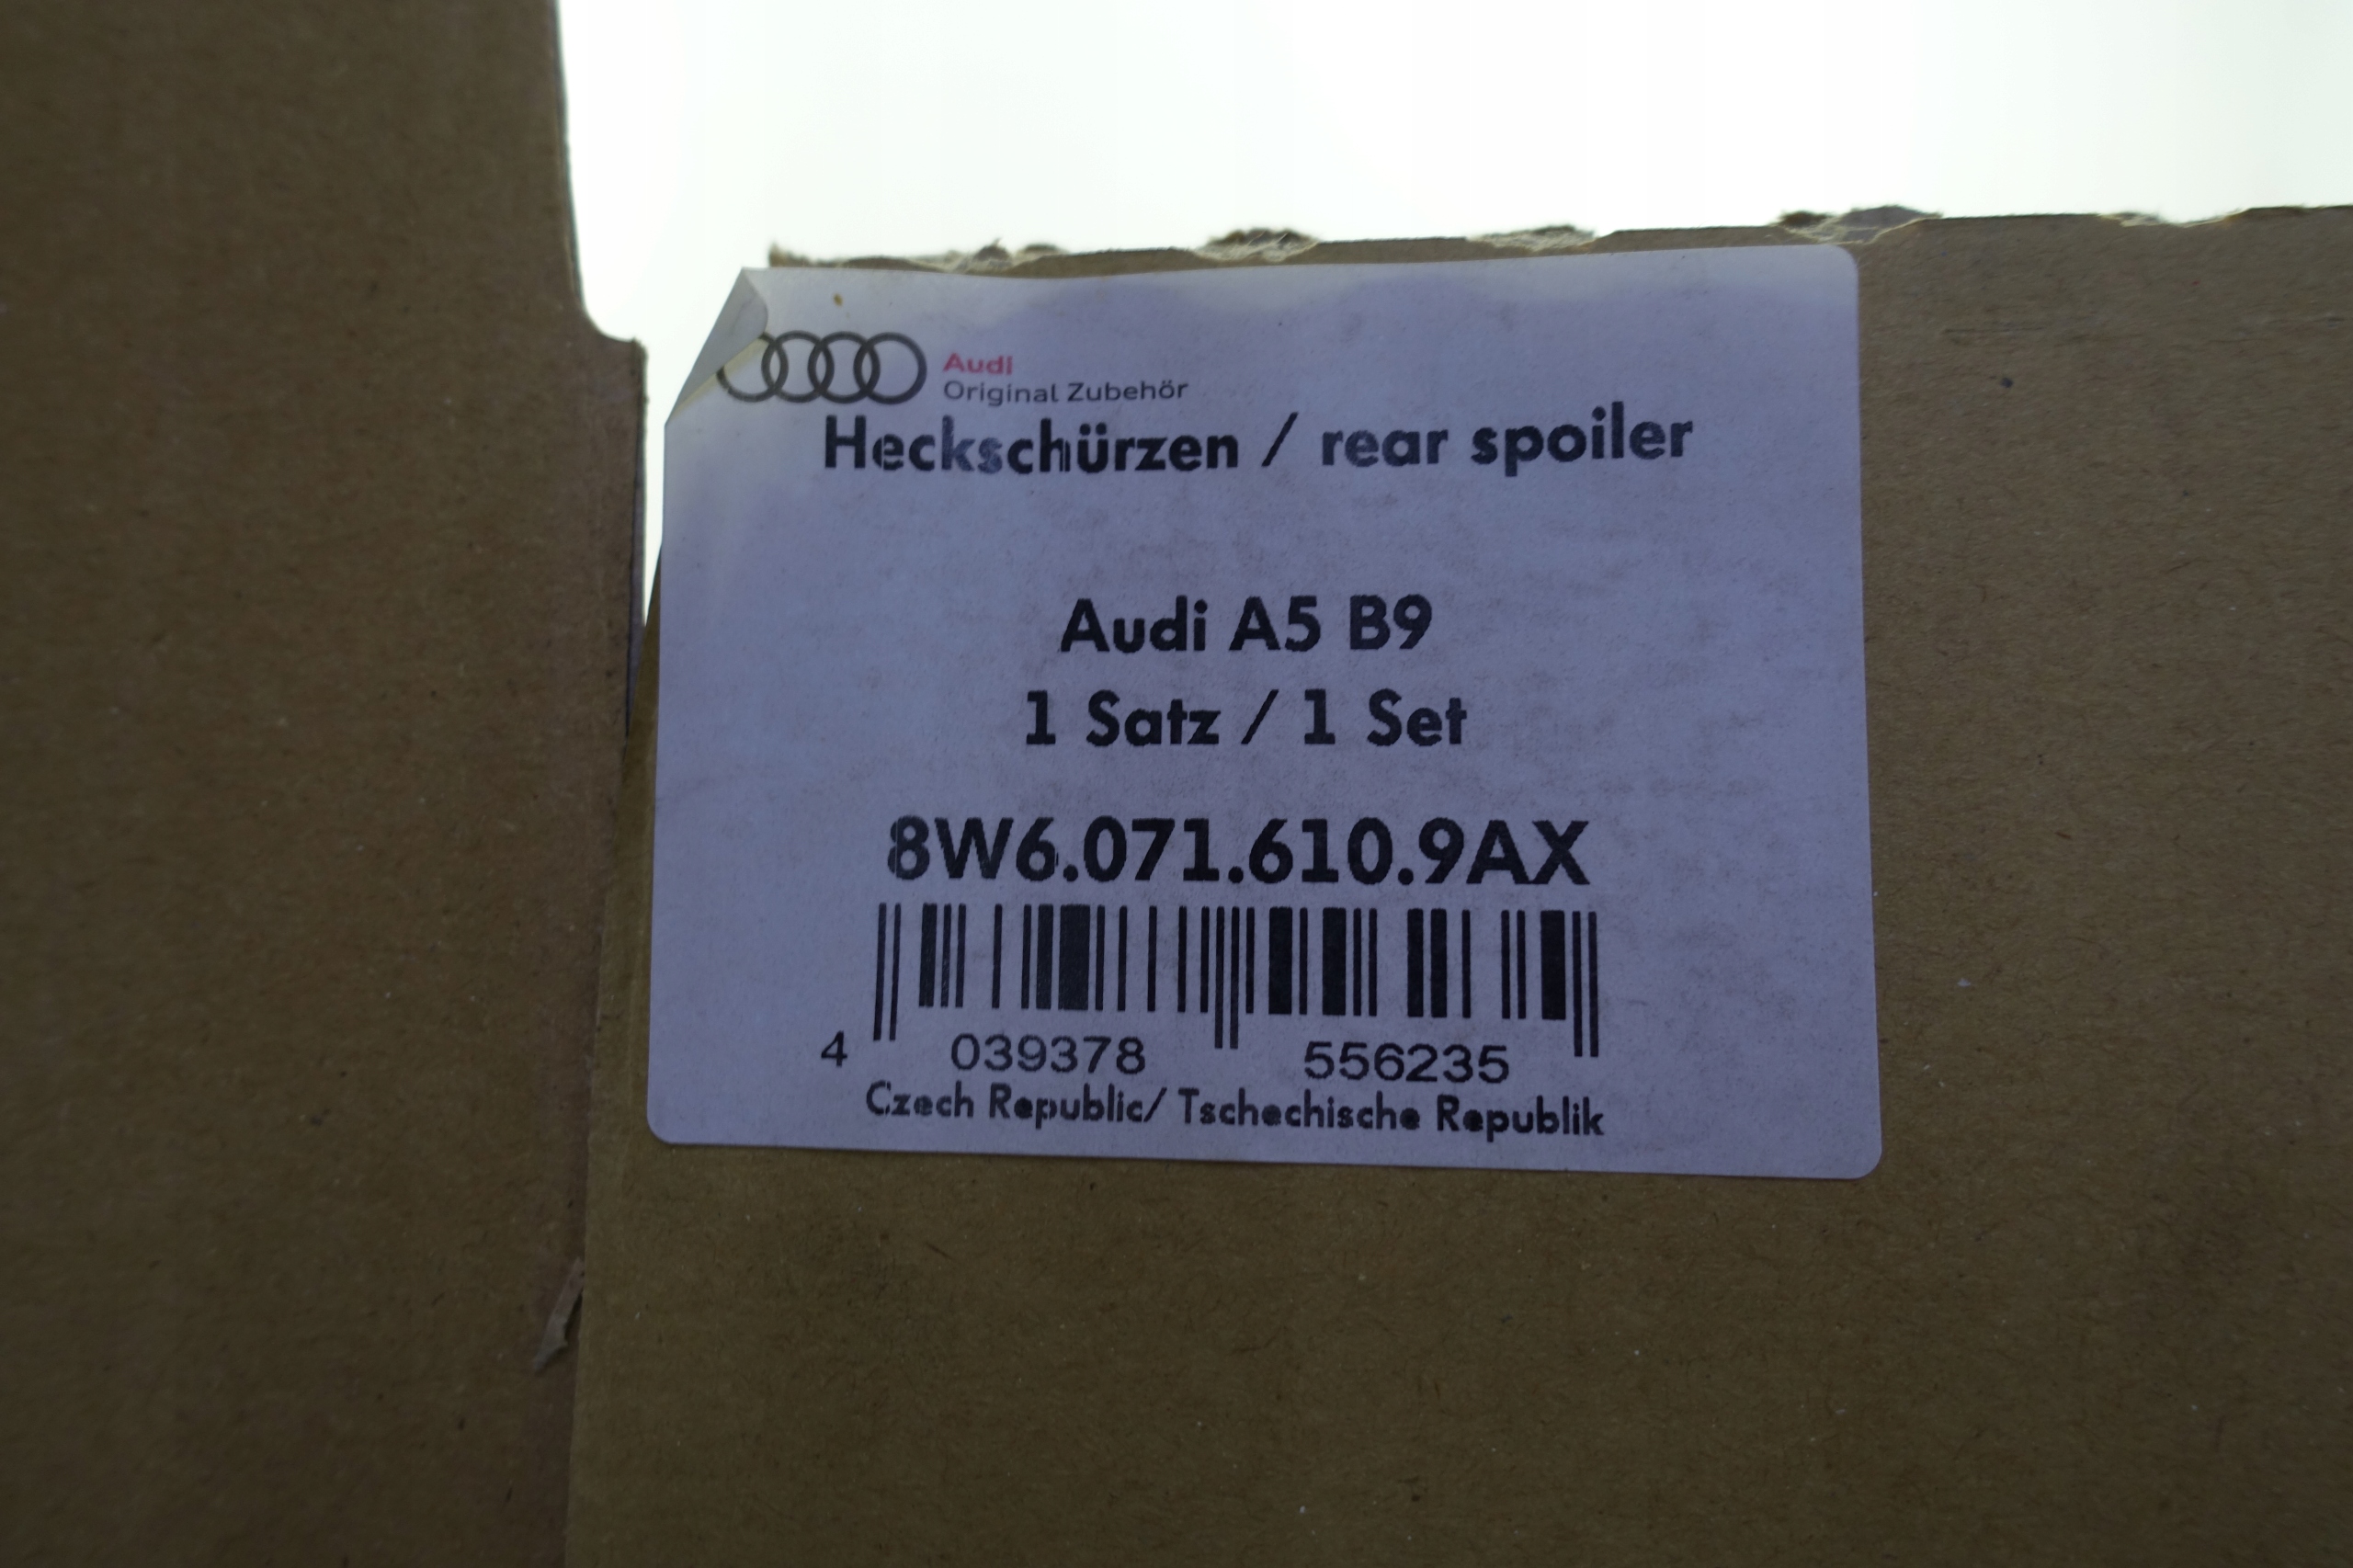 Audi
Original Zubehör
Heckschürzen / rear spoiler
Audi A5 B9
1 Satz / 1 Set
8W6.071.610.9AX
4 039378 556235
Czech Republic/ Tschechische Republik